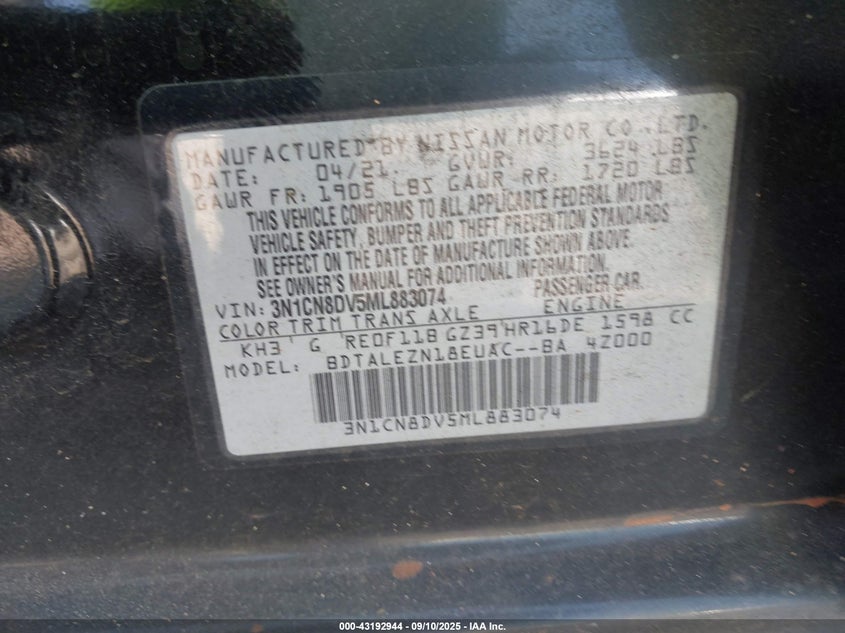 MANUFACTURED BY NISSAN MOTOR CO.,LTD.
DATE: 04/21. GVWR: 3624 LBS
GAWR FR: 1905 LBS GAWR RR: 1720 LBS
THIS VEHICLE CONFORMS TO ALL APPLICABLE FEDERAL MOTOR
VEHICLE SAFETY, BUMPER AND THEFT PREVENTION STANDARDS
IN EFFECT ON THE DATE OF MANUFACTURE SHOWN ABOVE.
SEE OWNER'S MANUAL FOR ADDITIONAL INFORMATION.
VIN: 3N1CN8DV5ML883074 PASSENGER CAR
COLOR TRIM TRANS AXLE ENGINE
KH3 G RE0F11B GZ39 HR16DE 1598 CC
MODEL: BDTALEZN18EUAC--BA 4Z000
3N1CN8DV5ML883074
000-43192944 | 09/10/2025 | IAA Inc.